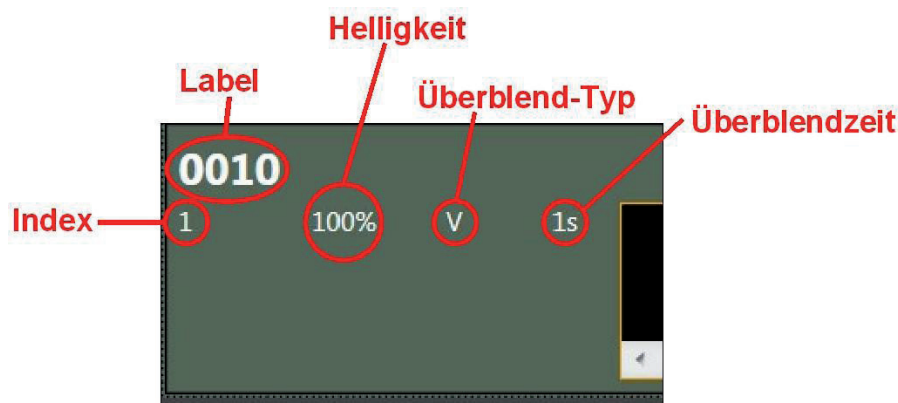 Helligkeit
Label
Überblend-Typ
Überblendzeit
0010
Index
1 100% V 1s